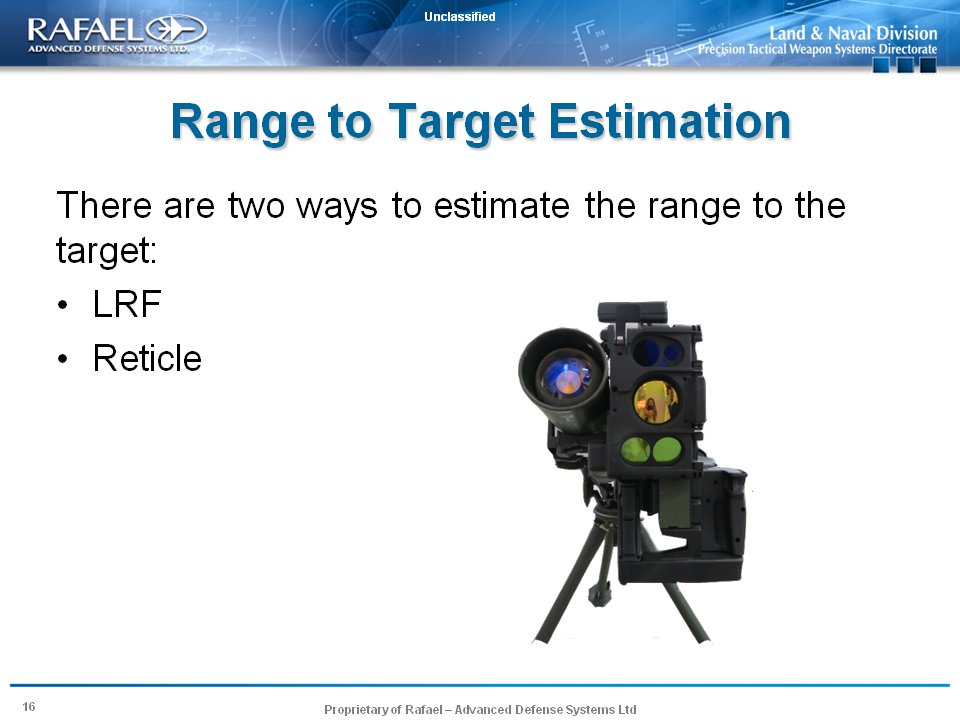 Unclassified
RAFAEL
ADVANCED DEFENSE SYSTEMS LTD.
Land & Naval Division
Precision Tactical Weapon Systems Directorate
Range to Target Estimation
There are two ways to estimate the range to the
target:
• LRF
• Reticle
16
Proprietary of Rafael – Advanced Defense Systems Ltd